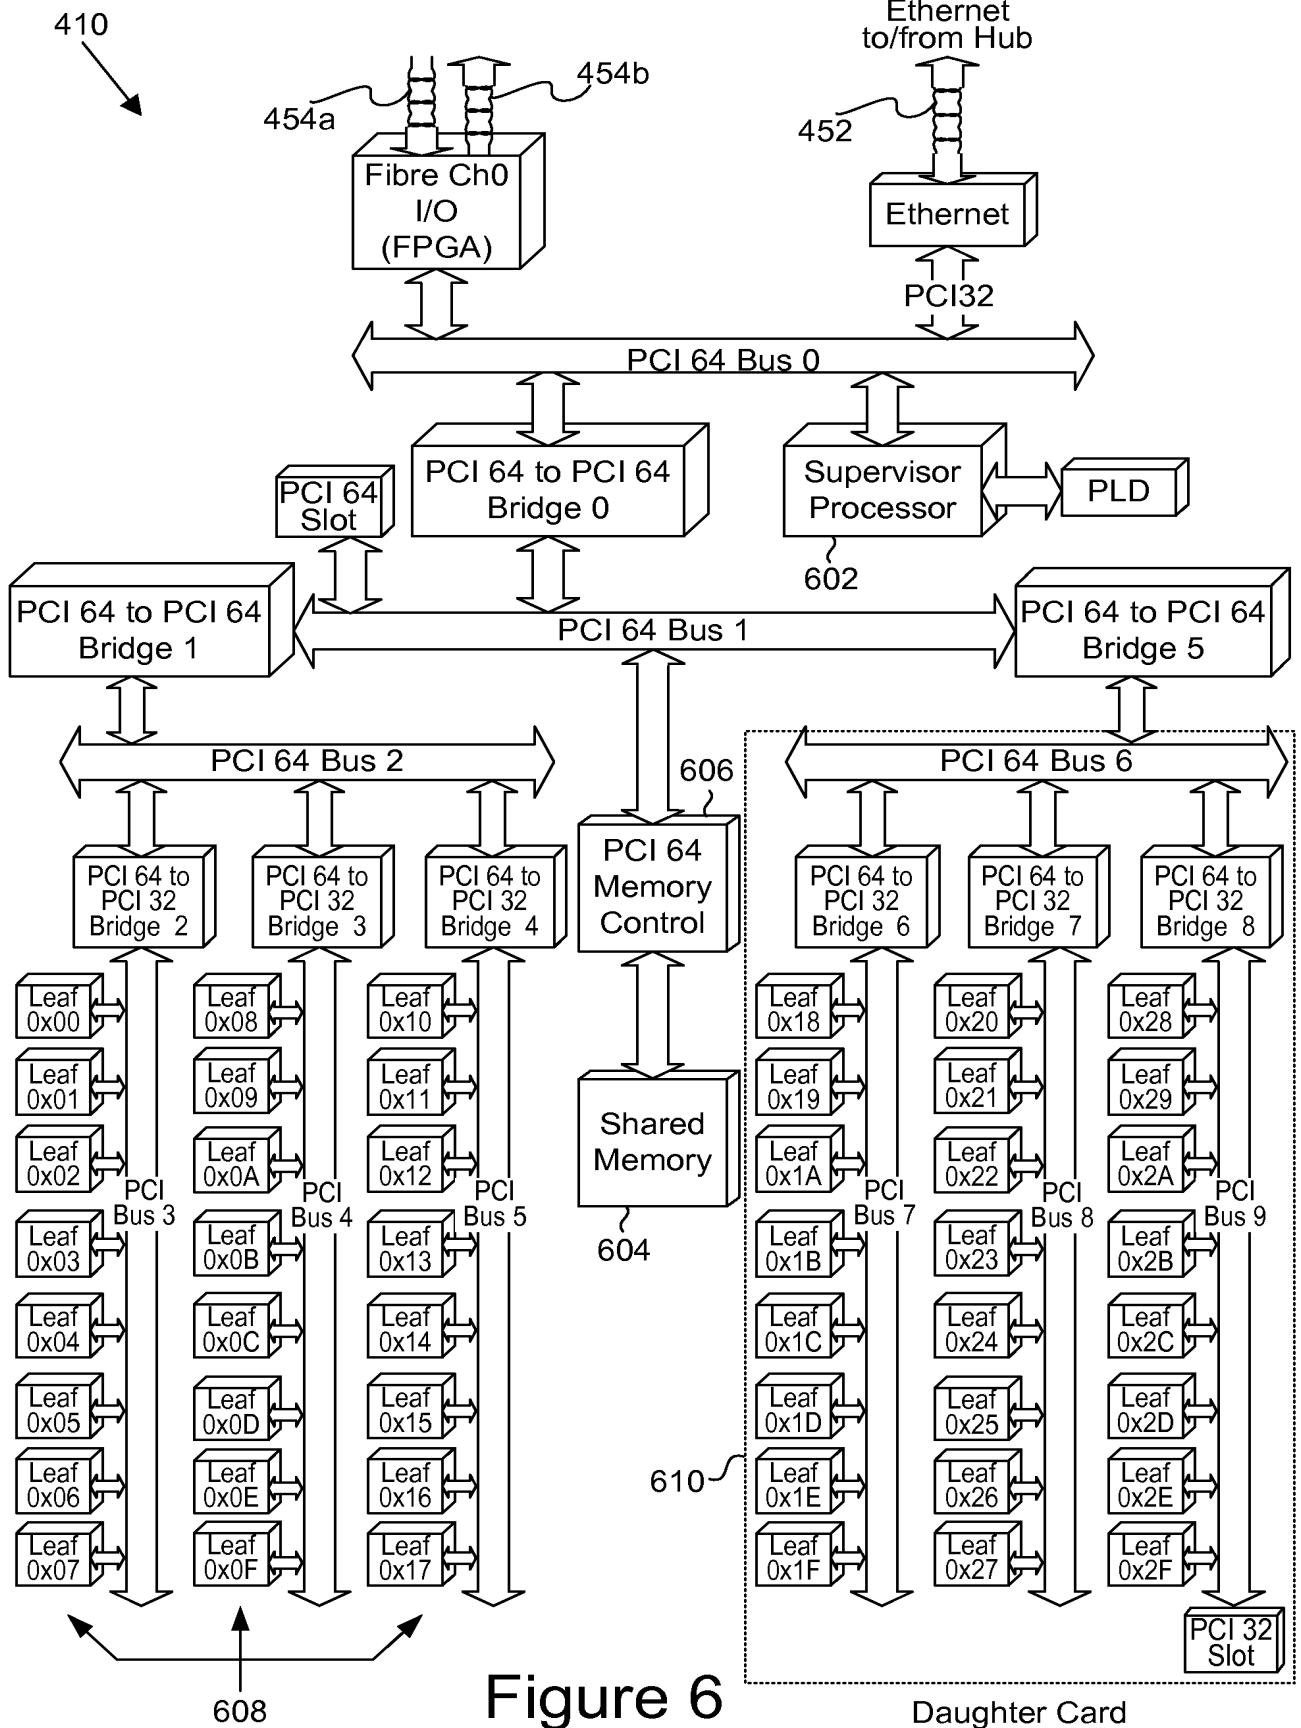 410
Ethernet
to/from Hub
454a
454b
452
Fibre Ch0
I/O
(FPGA)
Ethernet
PCI32
PCI 64 Bus 0
PCI 64
Slot
PCI 64 to PCI 64
Bridge 0
Supervisor
Processor
PLD
602
PCI 64 to PCI 64
Bridge 1
PCI 64 Bus 1
PCI 64 to PCI 64
Bridge 5
PCI 64 Bus 2
PCI 64 Bus 6
606
PCI 64 to
PCI 32
Bridge 2
PCI 64 to
PCI 32
Bridge 3
PCI 64 to
PCI 32
Bridge 4
PCI 64
Memory
Control
PCI 64 to
PCI 32
Bridge 6
PCI 64 to
PCI 32
Bridge 7
PCI 64 to
PCI 32
Bridge 8
Leaf
0x00
Leaf
0x01
Leaf
0x02
Leaf
0x03
Leaf
0x04
Leaf
0x05
Leaf
0x06
Leaf
0x07
PCI
Bus 3
Leaf
0x08
Leaf
0x09
Leaf
0x0A
Leaf
0x0B
Leaf
0x0C
Leaf
0x0D
Leaf
0x0E
Leaf
0x0F
PCI
Bus 4
Leaf
0x10
Leaf
0x11
Leaf
0x12
Leaf
0x13
Leaf
0x14
Leaf
0x15
Leaf
0x16
Leaf
0x17
PCI
Bus 5
Shared
Memory
604
Leaf
0x18
Leaf
0x19
Leaf
0x1A
Leaf
0x1B
Leaf
0x1C
Leaf
0x1D
Leaf
0x1E
Leaf
0x1F
PCI
Bus 7
Leaf
0x20
Leaf
0x21
Leaf
0x22
Leaf
0x23
Leaf
0x24
Leaf
0x25
Leaf
0x26
Leaf
0x27
PCI
Bus 8
Leaf
0x28
Leaf
0x29
Leaf
0x2A
Leaf
0x2B
Leaf
0x2C
Leaf
0x2D
Leaf
0x2E
Leaf
0x2F
PCI
Bus 9
610
PCI 32
Slot
608
Figure 6
Daughter Card